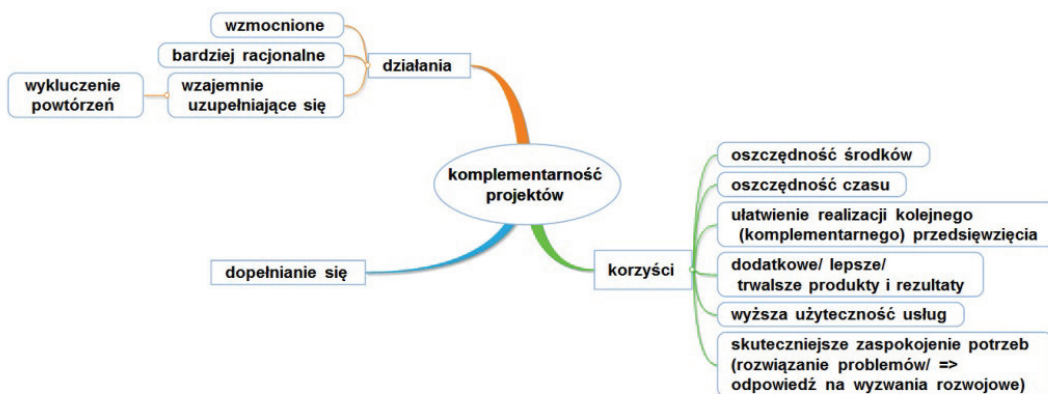 wzmocnione
bardziej racjonalne
działania
wykluczenie
powtórzeń
wzajemnie
uzupełniające się
komplementarność
projektów
dopełnianie się
korzyści
oszczędność środków
oszczędność czasu
ułatwienie realizacji kolejnego
(komplementarnego) przedsięwzięcia
dodatkowe/ lepsze/
trwalsze produkty i rezultaty
wyższa użyteczność usług
skuteczniejsze zaspokojenie potrzeb
(rozwiązanie problemów/ =>
odpowiedź na wyzwania rozwojowe)